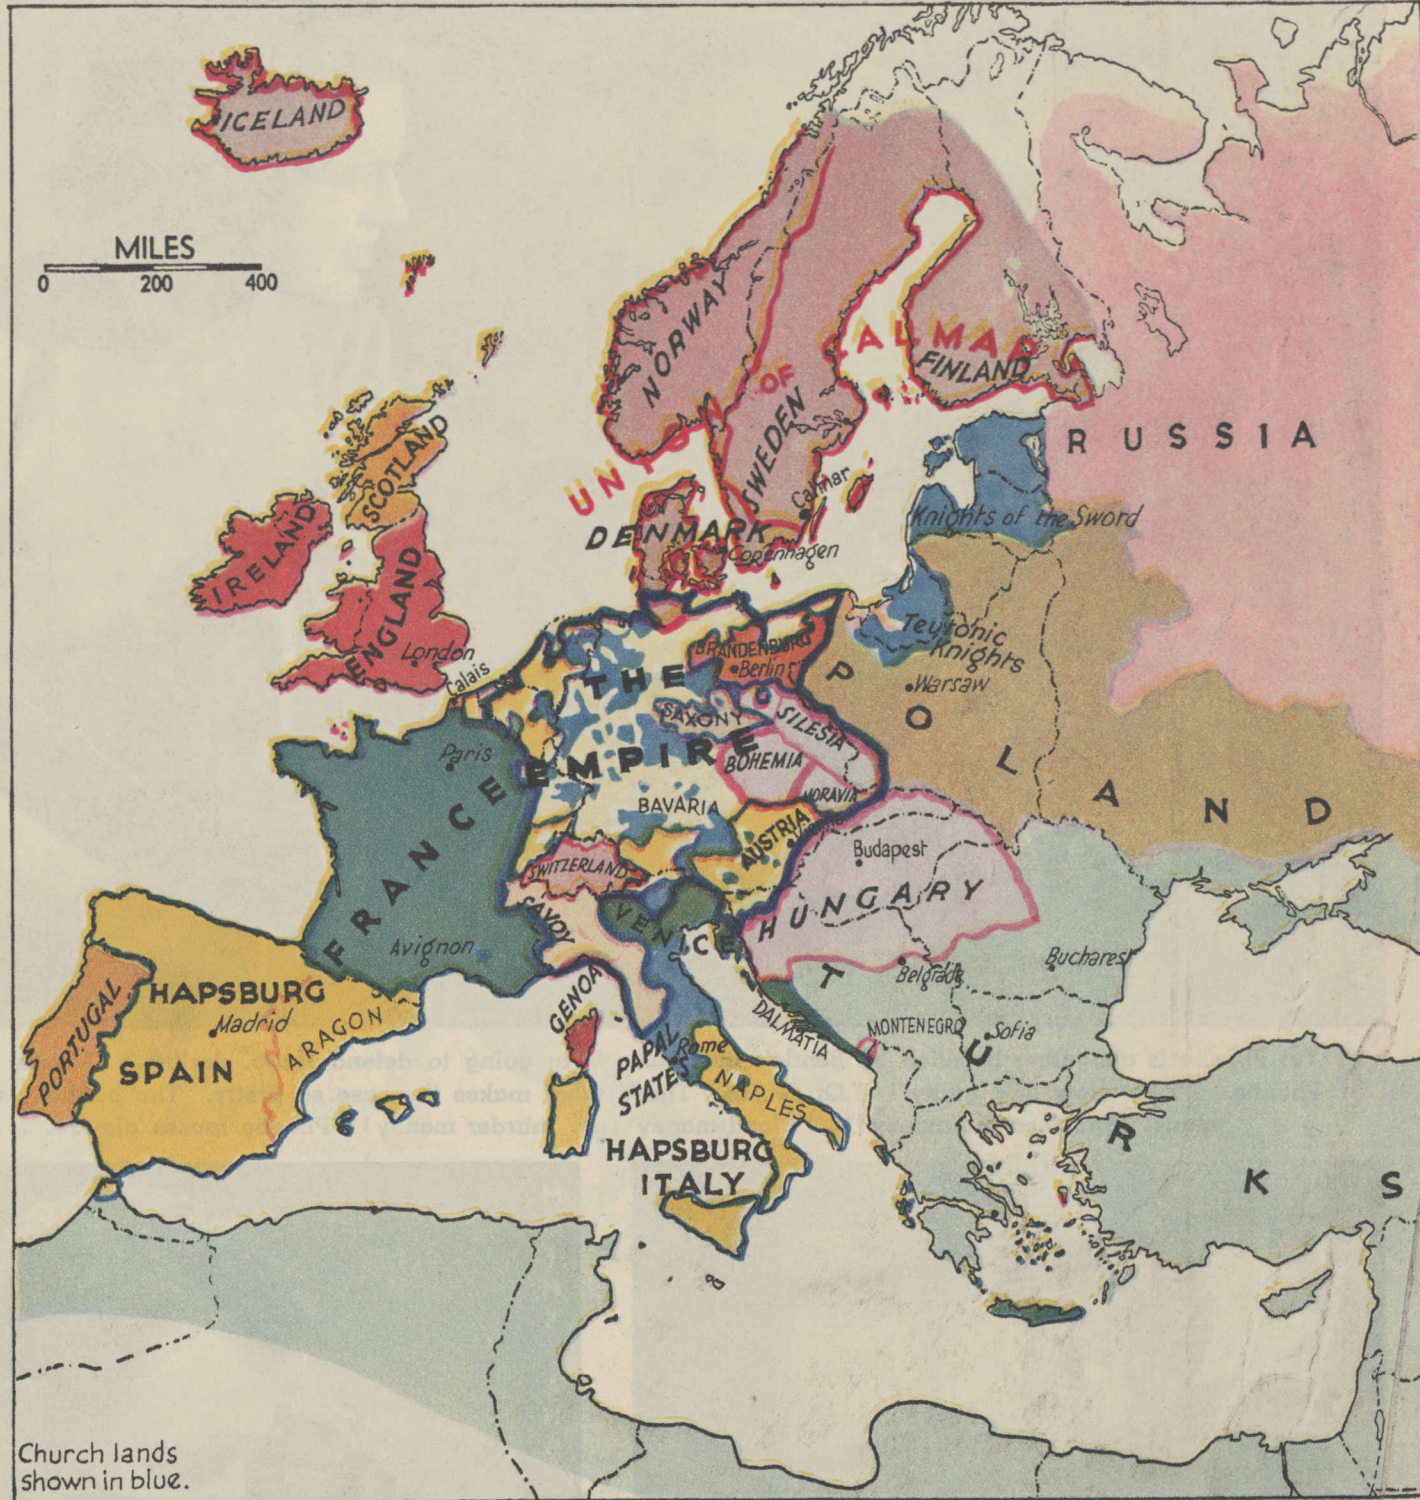 ICELAND
MILES
0 200 400
NORWAY
UNION OF CALMAR
SWEDEN
FINLAND
RUSSIA
SCOTLAND
IRELAND
ENGLAND
London
Calais
DENMARK
Calmar
Copenhagen
Knights of the Sword
Teutonic
Knights
Warsaw
POLAND
BRANDENBURG
Berlin
THE
EMPIRE
SAXONY
SILESIA
BOHEMIA
MORAVIA
BAVARIA
AUSTRIA
SWITZERLAND
Paris
FRANCE
Avignon
SAVOY
VENICE
Budapest
HUNGARY
Belgrade
Bucharest
TURKS
DALMATIA
MONTENEGRO
Sofia
GENOA
PAPAL
STATES
Rome
NAPLES
HAPSBURG
ITALY
PORTUGAL
HAPSBURG
Madrid
ARAGON
SPAIN
Church lands
shown in blue.